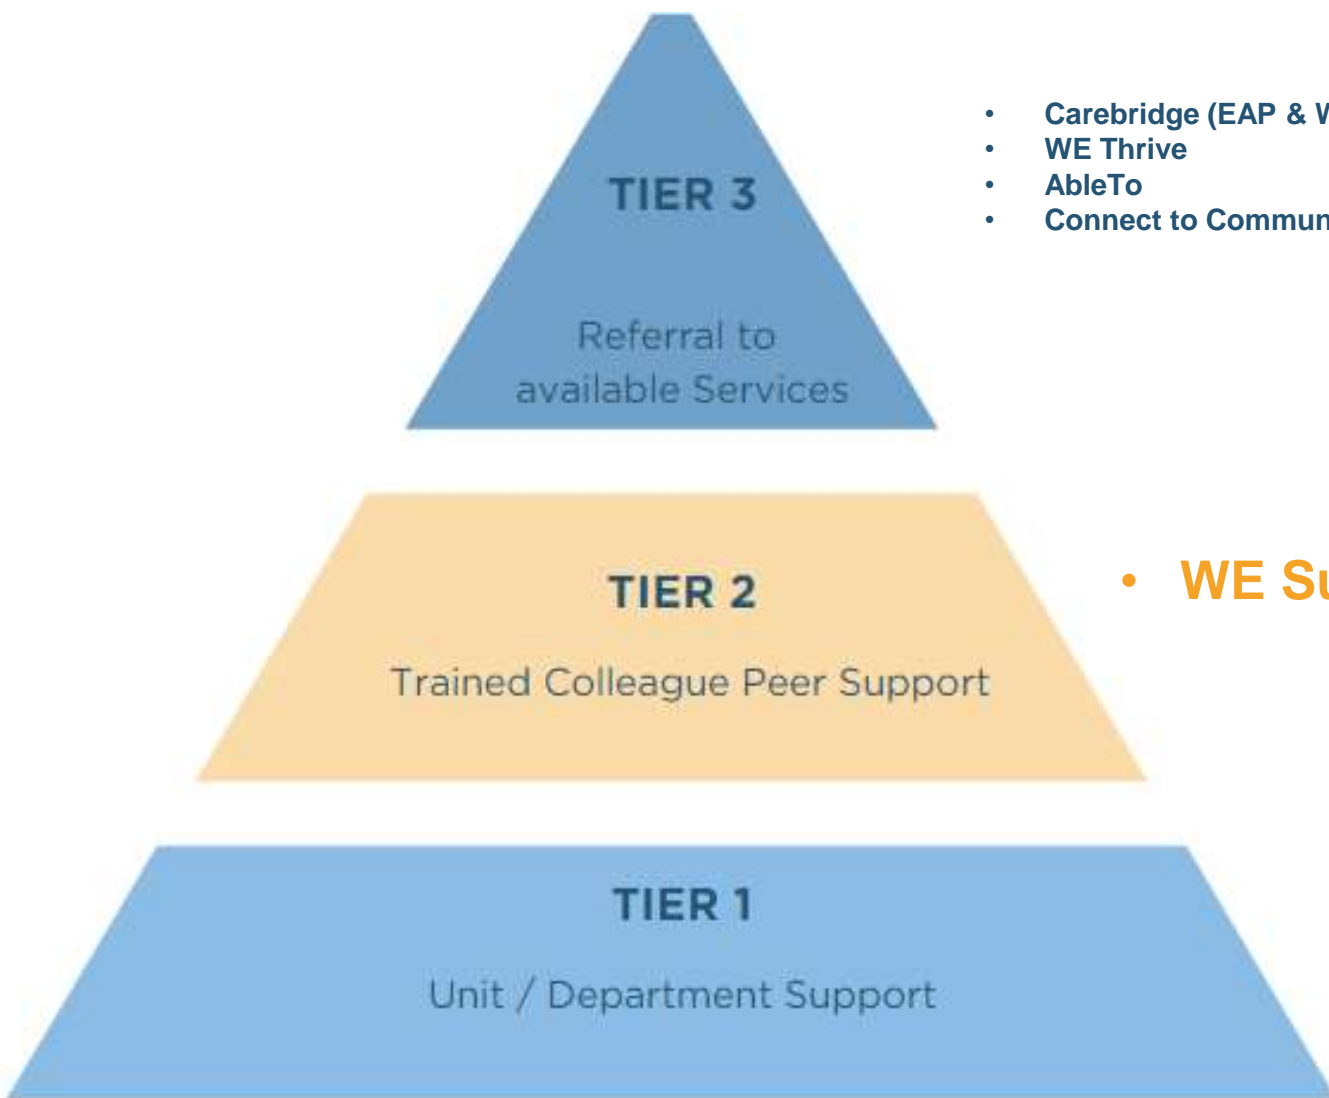 • Carebridge (EAP &
• WE Thrive
• AbleTo
• Connect to
TIER 3
Referral to
available Services
TIER 2
• WE
Trained Colleague Peer Support
TIER 1
Unit / Department Support